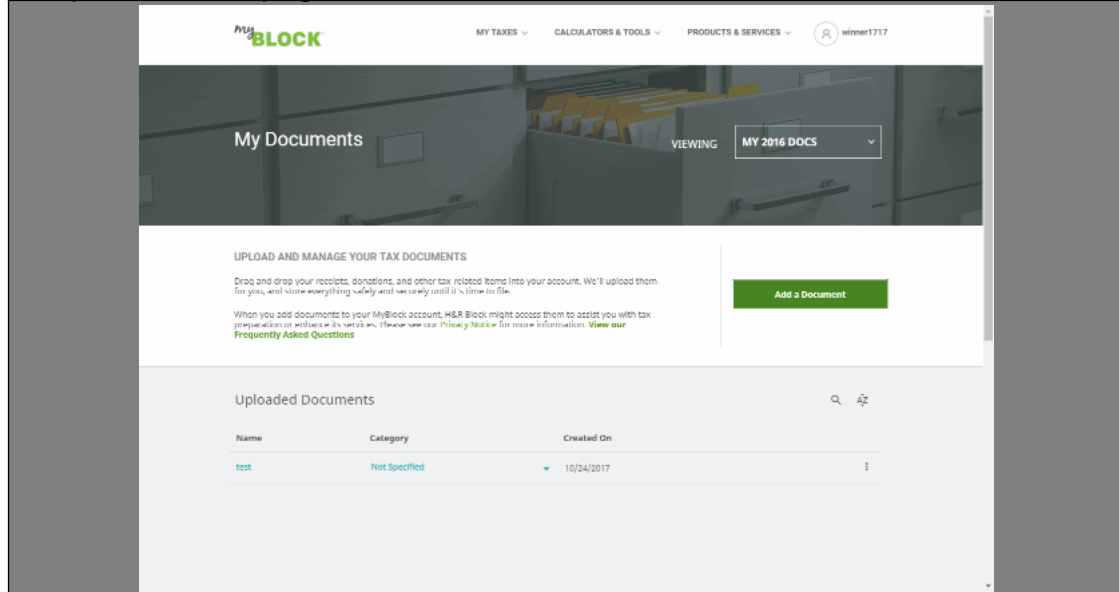 myBLOCK
MY TAXES
CALCULATORS & TOOLS
PRODUCTS & SERVICES
winner1717
My Documents
VIEWING
MY 2016 DOCS
UPLOAD AND MANAGE YOUR TAX DOCUMENTS
Drag and drop your receipts, donations, and other tax related items into your account. We'll upload them
for you, and store everything safely and securely until it's time to file.
Add a Document
When you add documents to your MyBlock account, H&R Block might access them to assist you with tax
preparation or enhance its services. Please see our Privacy Notice for more information. View our
Frequently Asked Questions
Uploaded Documents
AZ
Name Category Created On
test Not Specified 10/24/2017